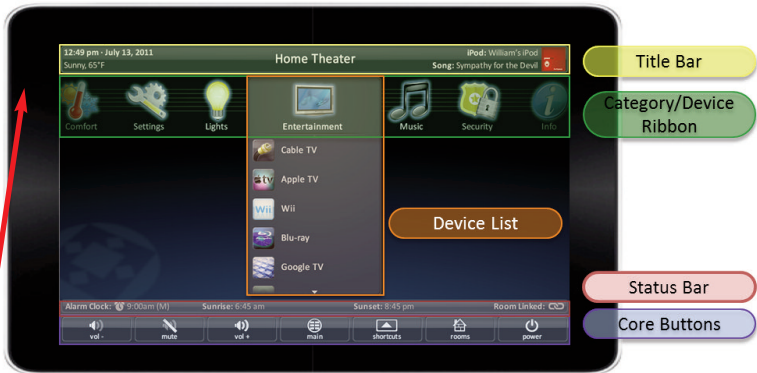 12:49 pm · July 13, 2011
Sunny, 65°F
Home Theater
iPod: William's iPod
Song: Sympathy for the Devil
Title Bar
Comfort
Settings
Lights
Entertainment
Music
Security
Info
Category/Device
Ribbon
Cable TV
tv Apple TV
Wii Wii
Blu-ray
Google TV
Device List
Alarm Clock: 9:00am (M)
Sunrise: 6:45 am
Sunset: 8:45 pm
Room Linked:
Status Bar
vol -
mute
vol +
main
shortcuts
rooms
power
Core Buttons